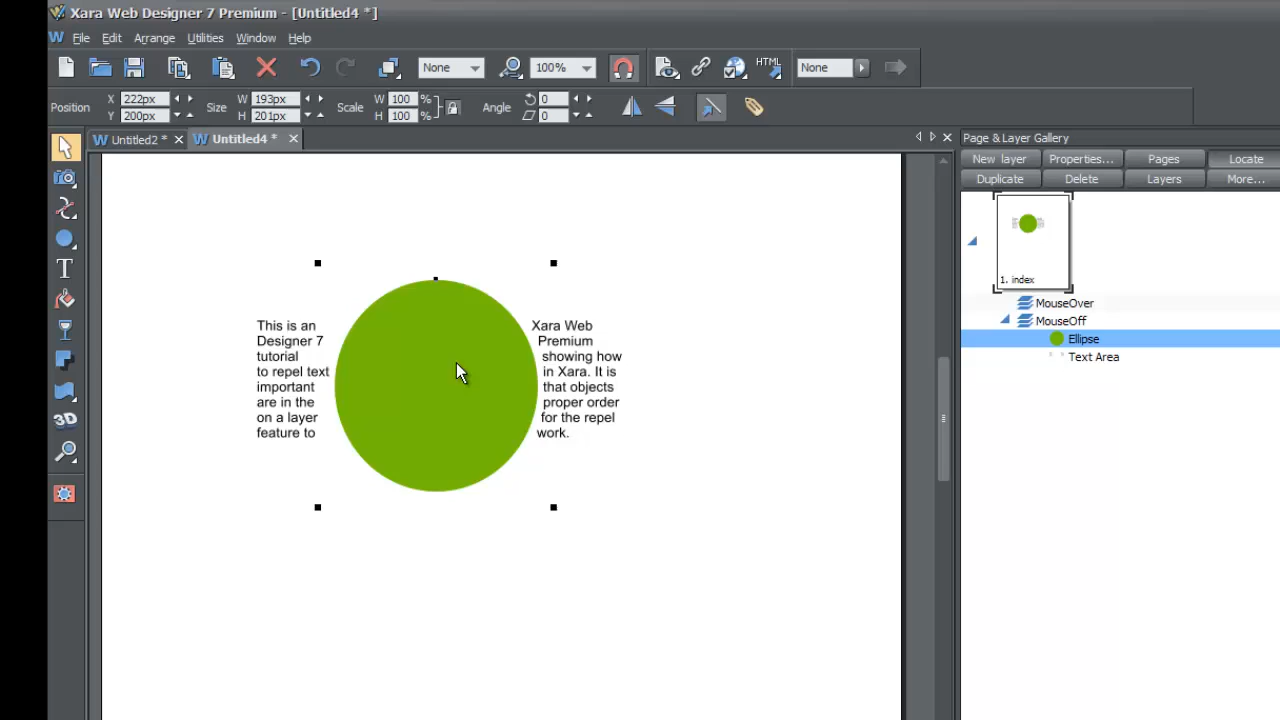 Xara Web Designer 7 Premium - [Untitled4 *]
File Edit Arrange Utilities Window Help
None 100% HTML None
Position X 222px Size W 193px Scale W 100 % Angle 0
Y 200px H 201px H 100 % 0
Untitled2 * Untitled4 *
Page & Layer Gallery
New layer Properties... Pages Locate
Duplicate Delete Layers More...
1. index
MouseOver
MouseOff
Ellipse
Text Area
T
3D
This is an Xara Web
Designer 7 Premium
tutorial showing how
to repel text in Xara. It is
important that objects
are in the proper order
on a layer for the repel
feature to work.